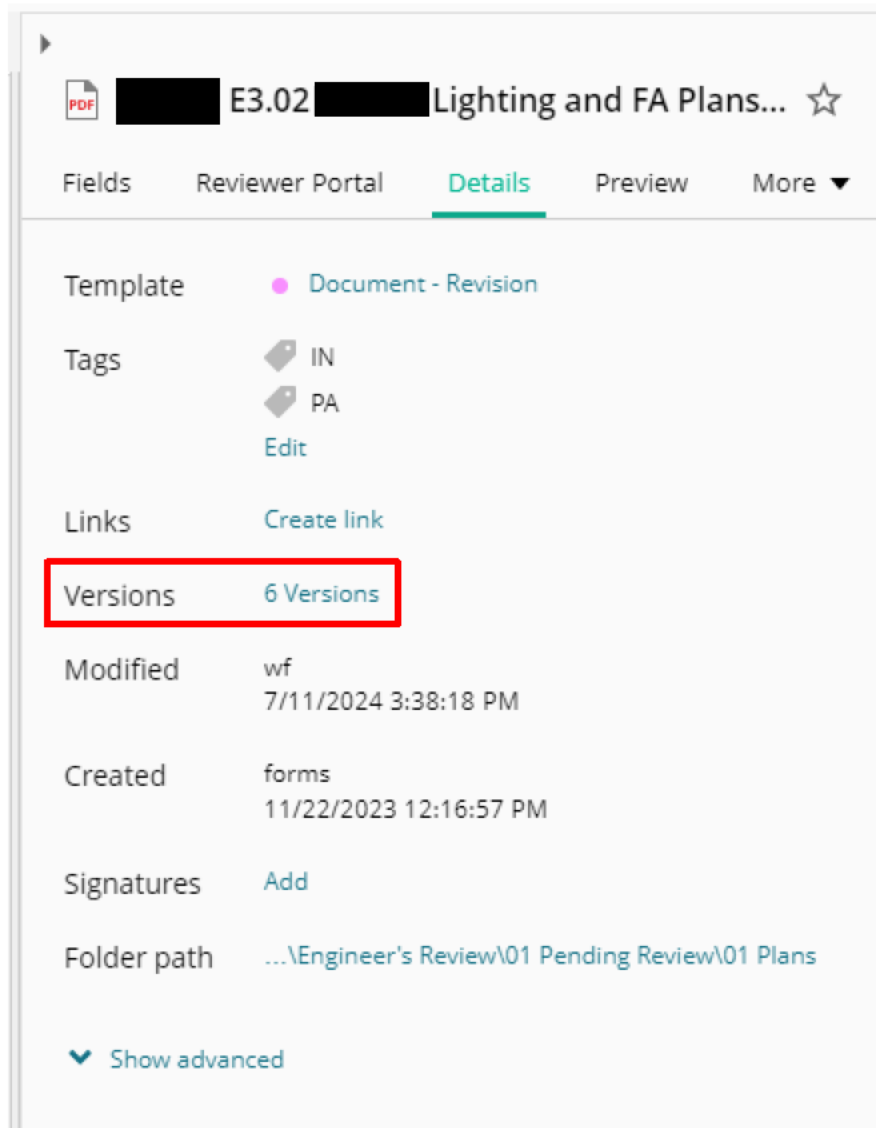 PDF E3.02 Lighting and FA Plans...
Fields Reviewer Portal Details Preview More
Template Document - Revision
Tags IN
PA
Edit
Links Create link
Versions 6 Versions
Modified wf
7/11/2024 3:38:18 PM
Created forms
11/22/2023 12:16:57 PM
Signatures Add
Folder path ...\Engineer's Review\01 Pending Review\01 Plans
Show advanced